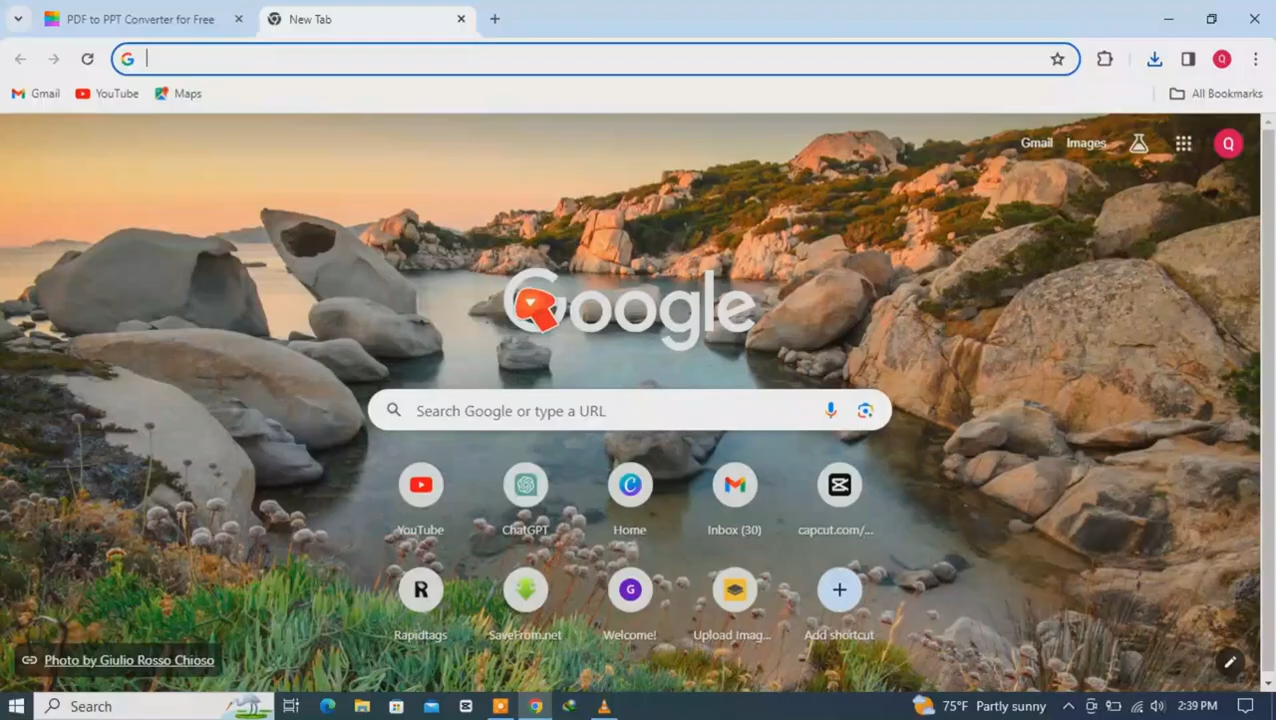 PDF to PPT Converter for Free
New Tab
Gmail
YouTube
Maps
All Bookmarks
Gmail
Images
Q
Google
Search Google or type a URL
YouTube
ChatGPT
Home
Inbox (30)
capcut.com/...
Rapidtags
SaveFrom.net
Welcome!
Upload Imag...
Add shortcut
Photo by Giulio Rosso Chioso
Search
75°F Partly sunny
2:39 PM